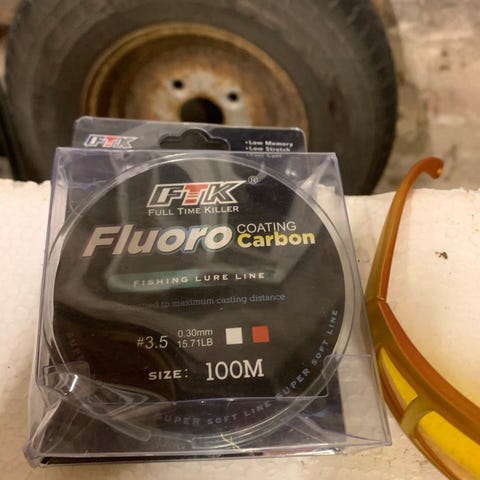 FTK
•Low Memory
•Low Stretch
FTK®
FULL TIME KILLER
Fluoro COATING Carbon
FISHING LURE LINE
to maximum casting distance
#3.5 0.30mm 15.71LB
SIZE: 100M
SUPER SOFT LINE SUPER SOFT LINE